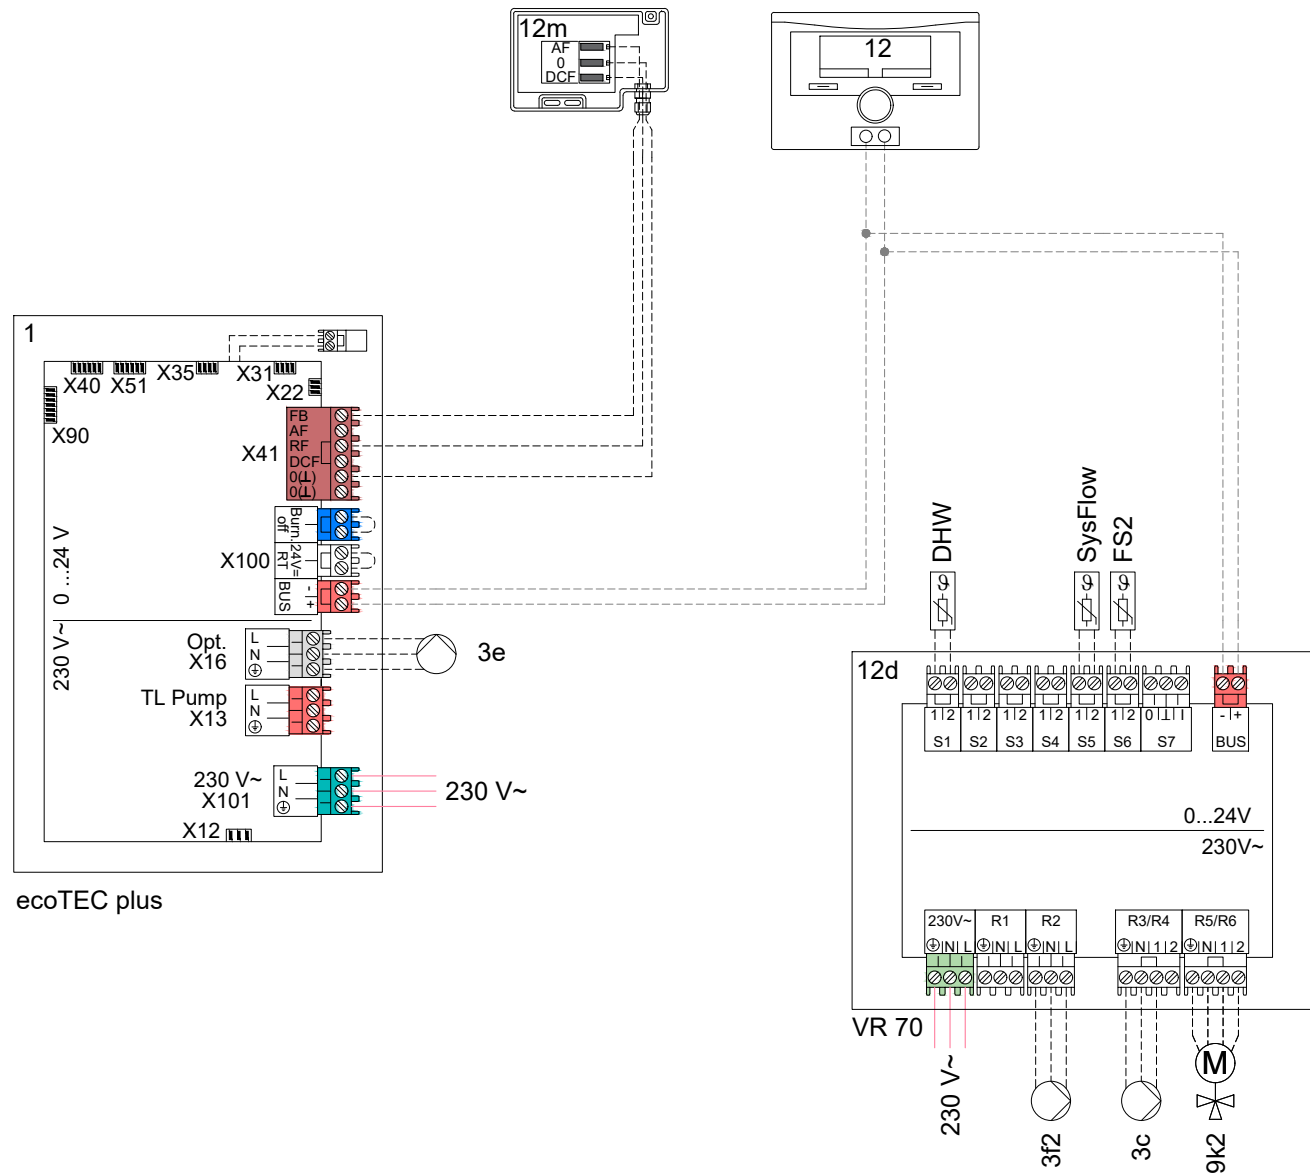 12m
AF
0
DCF
12
1
X40
X51
X35
X31
X22
X90
X41
FB
AF
RF
DCF
0(⊥)
0(⊥)
Burn.
off
X100
24V=
RT
BUS
-
+
0 ...24 V
230 V~
Opt.
X16
L
N
3e
TL Pump
X13
L
N
230 V~
X101
L
N
230 V~
X12
ecoTEC plus
DHW
SysFlow
FS2
ϑ
ϑ
ϑ
12d
1|2
1|2
1|2
1|2
1|2
1|2
0|⊥|I
-|+
S1
S2
S3
S4
S5
S6
S7
BUS
0...24V
230V~
230V~
R1
R2
R3/R4
R5/R6
|N|L
|N|L
|N|L
|N|1|2
|N|1|2
VR 70
230 V~
3f2
3c
M
9k2